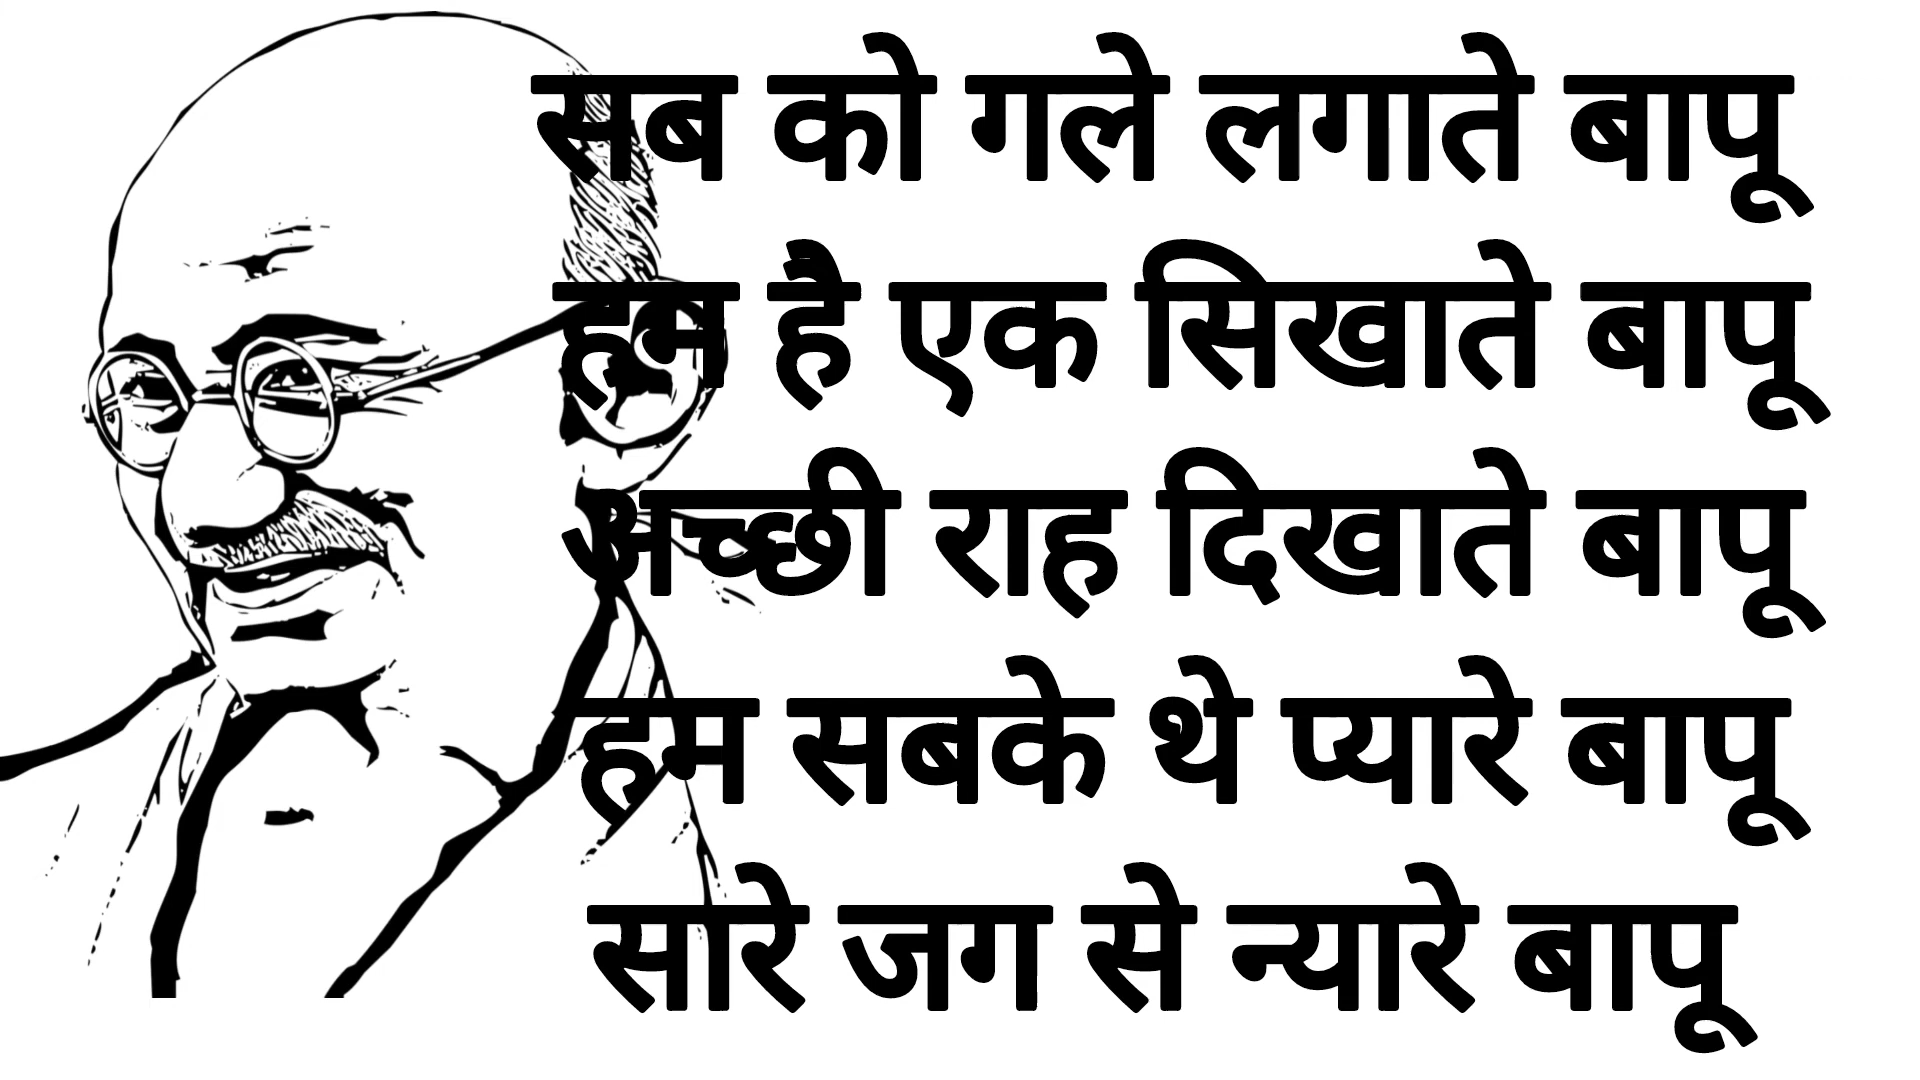 सब को गले लगाते बापू
हम है एक सिखाते बापू
अच्छी राह दिखाते बापू
हम सबके थे प्यारे बापू
सारे जग से न्यारे बापू